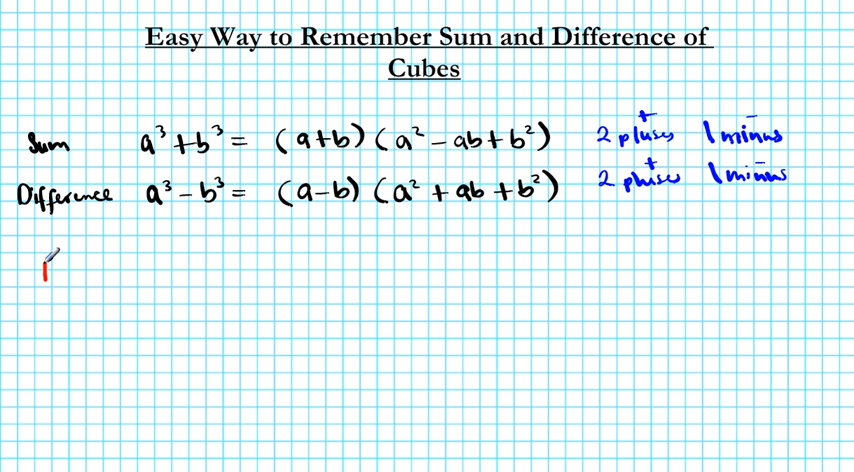 Easy Way to Remember Sum and Difference of
Cubes
Sum a³ + b³ = (a+b) (a² - ab + b²) 2 pluses + 1 minus -
Difference a³ - b³ = (a-b) (a² + ab + b²) 2 pluses + 1 minus -